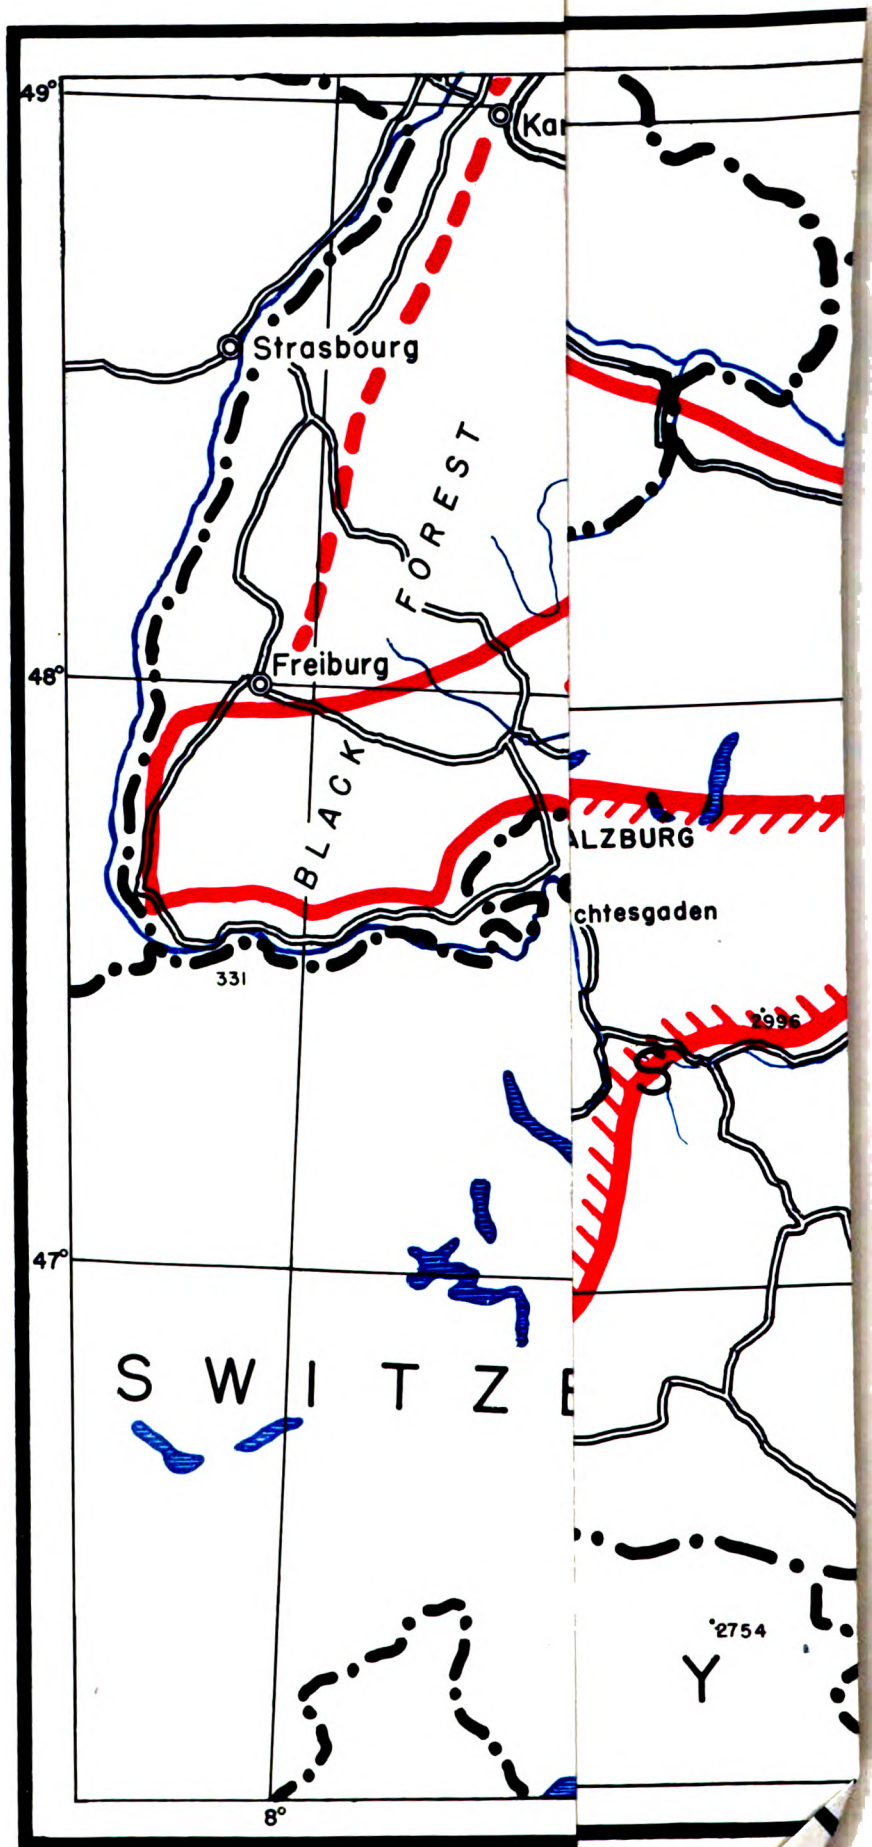 49°
Kar
Strasbourg
FOREST
48°
Freiburg
BLACK
ALZBURG
chtesgaden
331
2996
S
47°
SWITZE
2754
Y
8°